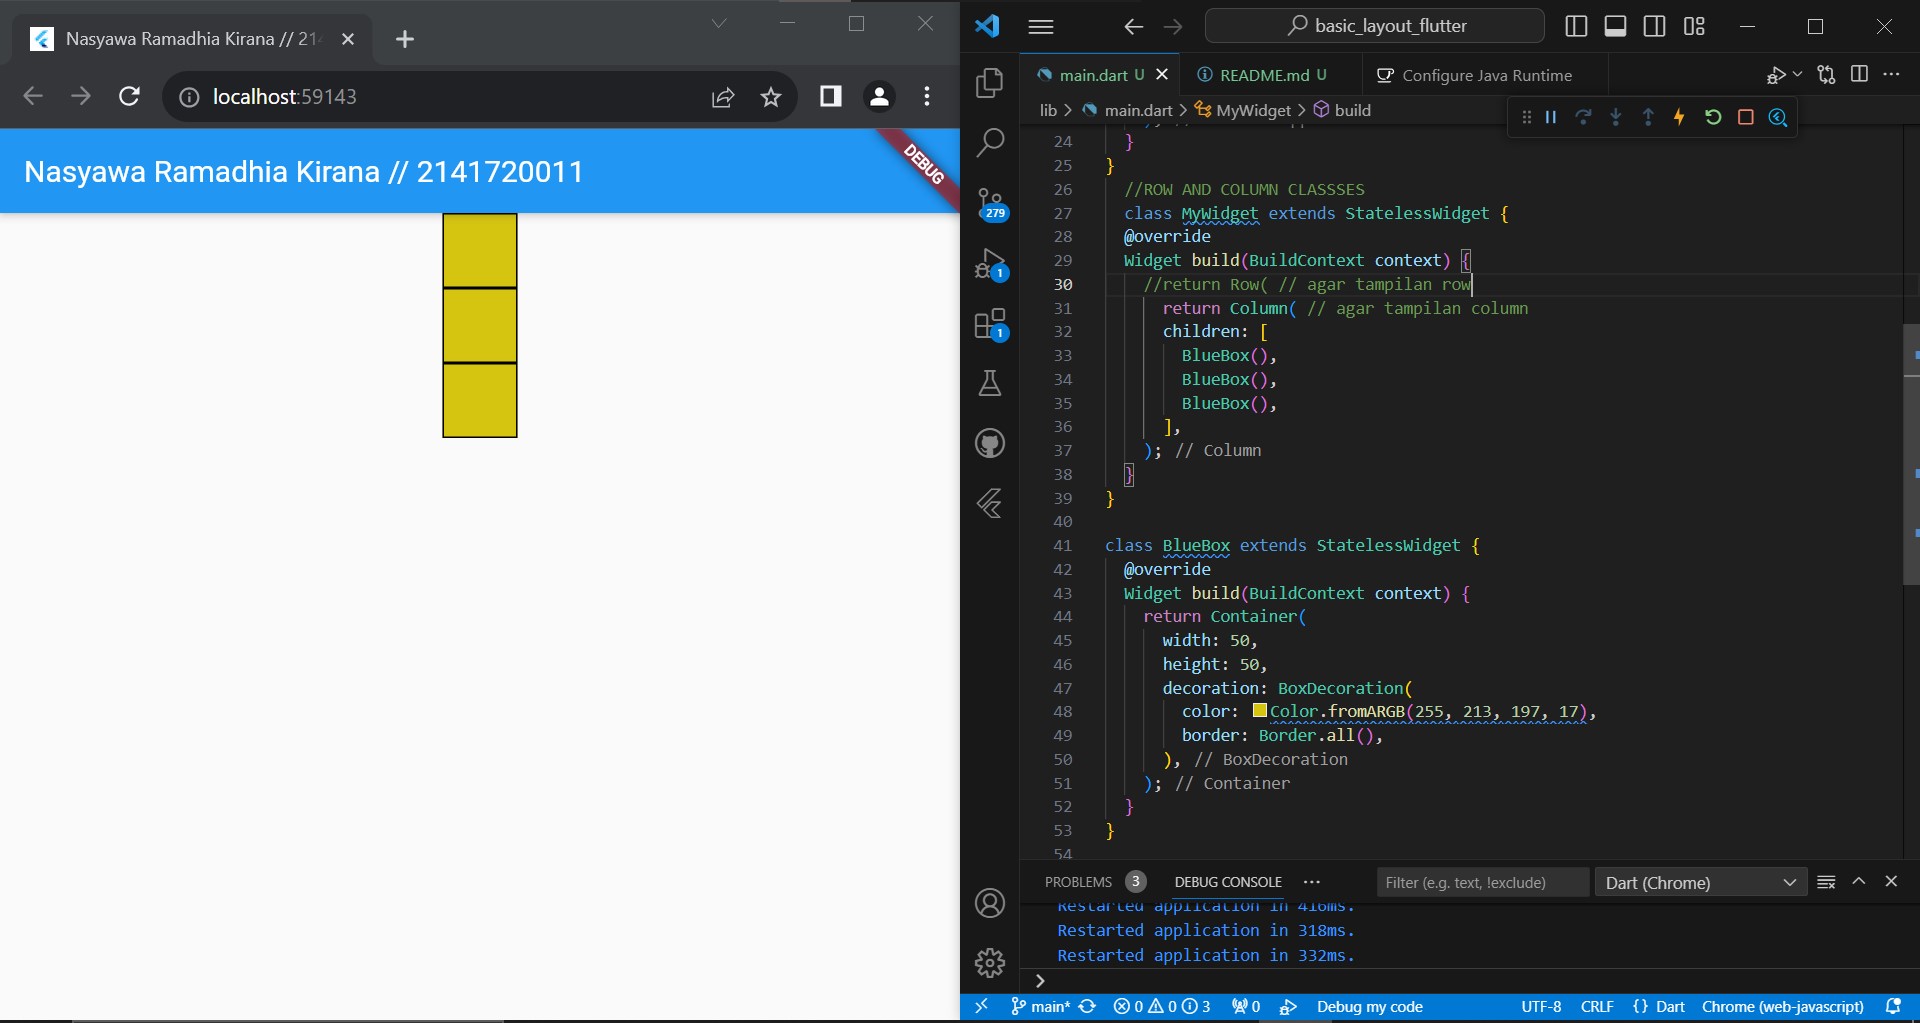 Nasyawa Ramadhia Kirana // 21
localhost:59143
Nasyawa Ramadhia Kirana // 2141720011
DEBUG
basic_layout_flutter
main.dart U
README.md U
Configure Java Runtime
lib > main.dart > MyWidget > build
279
1
1
24 }
25 }
26 //ROW AND COLUMN CLASSSES
27 class MyWidget extends StatelessWidget {
28 @override
29 Widget build(BuildContext context) {
30 //return Row( // agar tampilan row
31 return Column( // agar tampilan column
32 children: [
33 BlueBox(),
34 BlueBox(),
35 BlueBox(),
36 ],
37 ); // Column
38 }
39 }
40
41 class BlueBox extends StatelessWidget {
42 @override
43 Widget build(BuildContext context) {
44 return Container(
45 width: 50,
46 height: 50,
47 decoration: BoxDecoration(
48 color: Color.fromARGB(255, 213, 197, 17),
49 border: Border.all(),
50 ), // BoxDecoration
51 ); // Container
52 }
53 }
54
PROBLEMS 3 DEBUG CONSOLE ... Filter (e.g. text, !exclude) Dart (Chrome)
Restarted application in 416ms.
Restarted application in 318ms.
Restarted application in 332ms.
>
main* 0 0 3 0 Debug my code UTF-8 CRLF {} Dart Chrome (web-javascript)